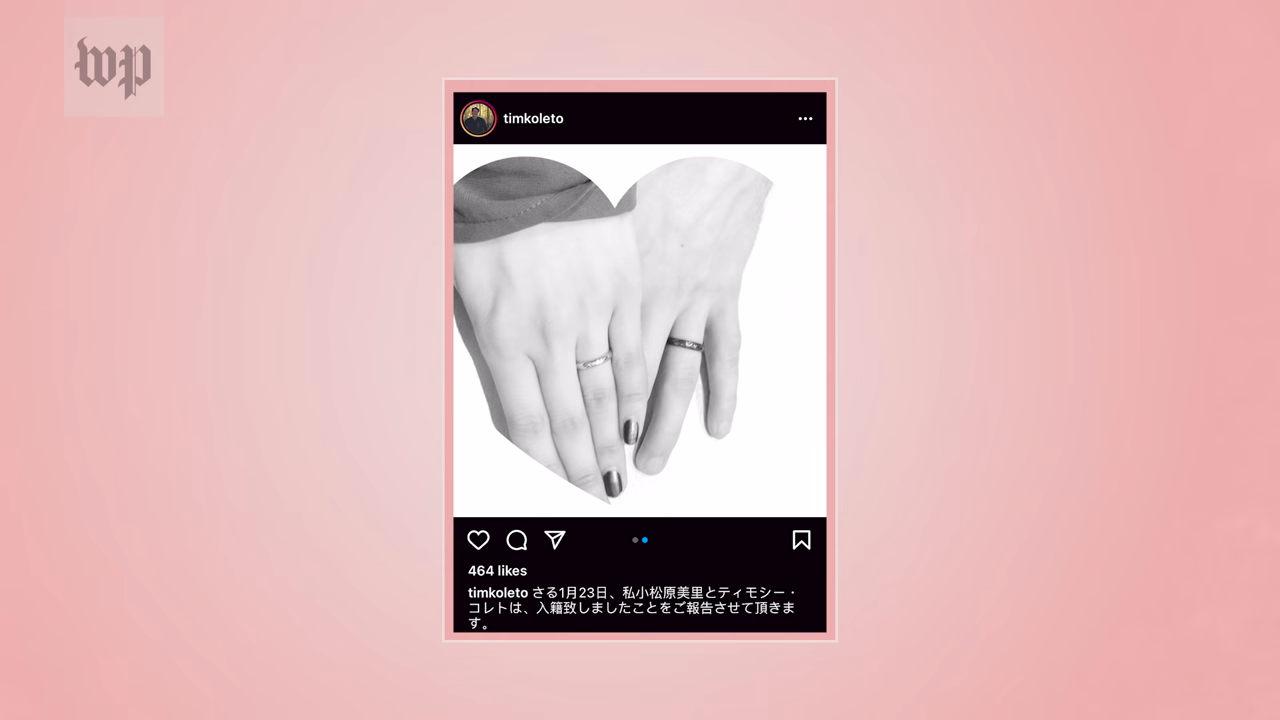 wp
timkoleto
464 likes
timkoleto さる1月23日、私小松原美里とティモシー・
コレトは、入籍致しましたことをご報告させて頂きま
す。